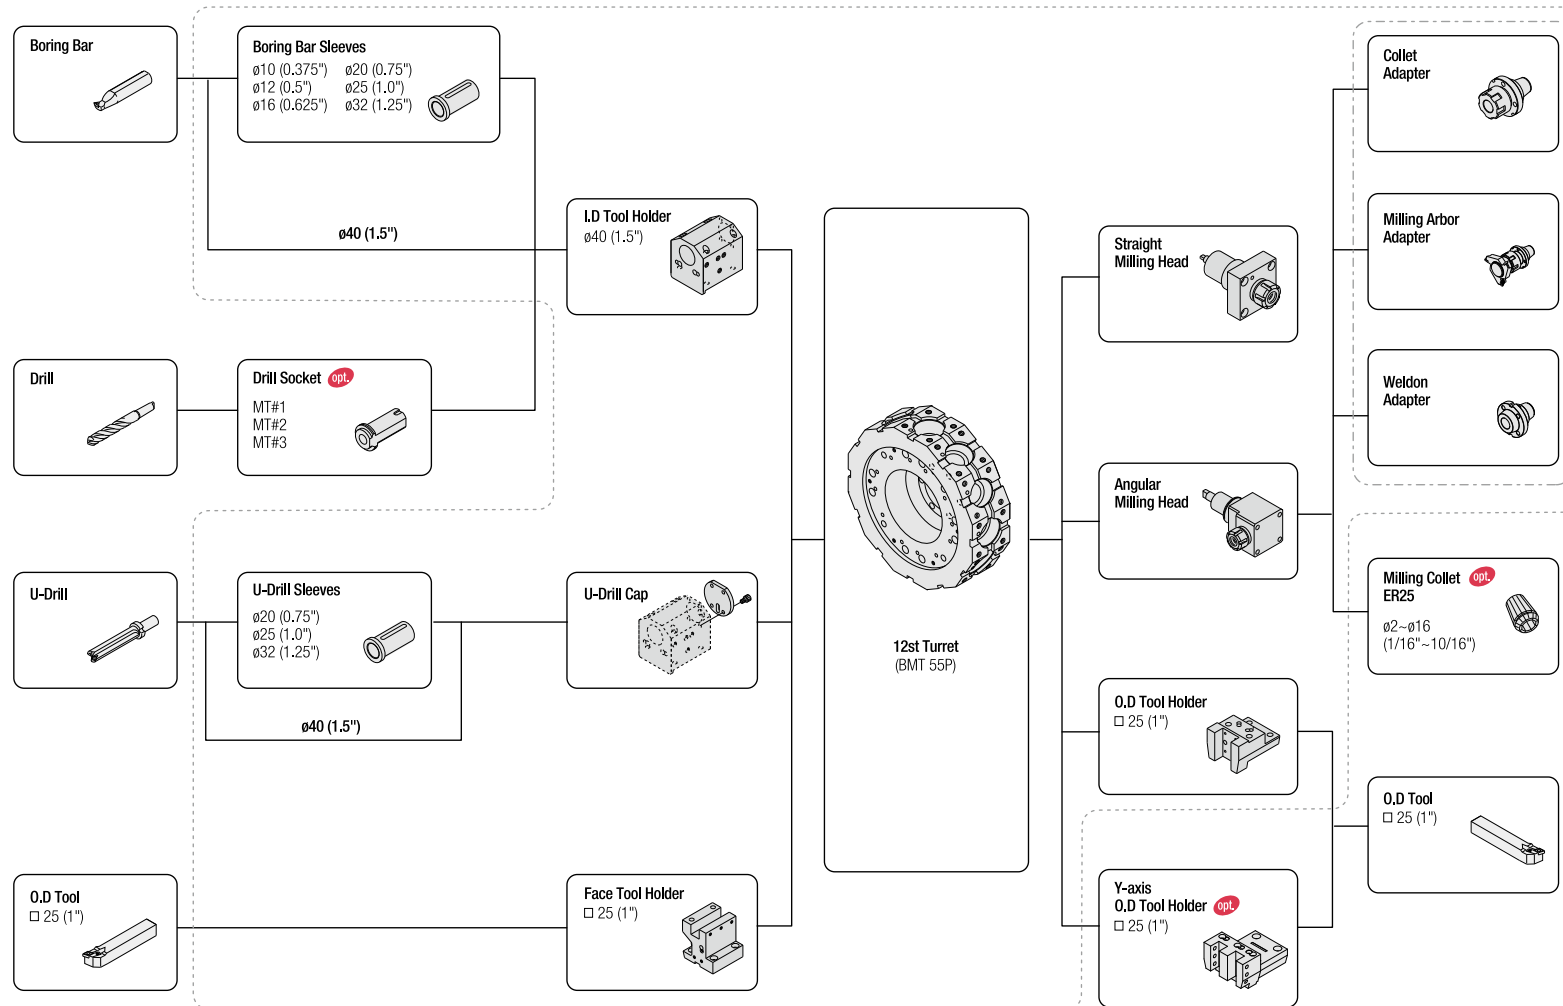 Boring Bar
Boring Bar Sleeves
ø10 (0.375") ø20 (0.75")
ø12 (0.5") ø25 (1.0")
ø16 (0.625") ø32 (1.25")
ø40 (1.5")
I.D Tool Holder
ø40 (1.5")
Drill
Drill Socket opt.
MT#1
MT#2
MT#3
U-Drill
U-Drill Sleeves
ø20 (0.75")
ø25 (1.0")
ø32 (1.25")
ø40 (1.5")
U-Drill Cap
O.D Tool
□ 25 (1")
Face Tool Holder
□ 25 (1")
12st Turret
(BMT 55P)
Straight
Milling Head
Angular
Milling Head
O.D Tool Holder
□ 25 (1")
Y-axis
O.D Tool Holder opt.
□ 25 (1")
Collet
Adapter
Milling Arbor
Adapter
Weldon
Adapter
Milling Collet opt.
ER25
ø2~ø16
(1/16"~10/16")
O.D Tool
□ 25 (1")